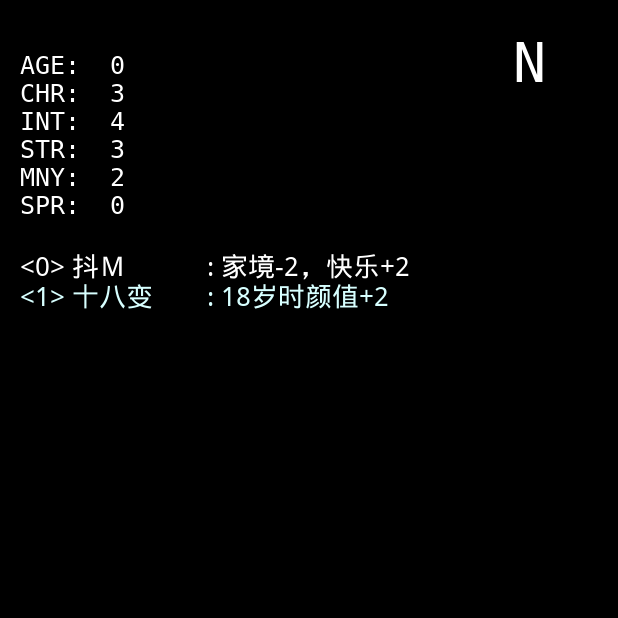 N
AGE: 0
CHR: 3
INT: 4
STR: 3
MNY: 2
SPR: 0
<0> 抖M : 家境-2，快乐+2
<1> 十八变 : 18岁时颜值+2